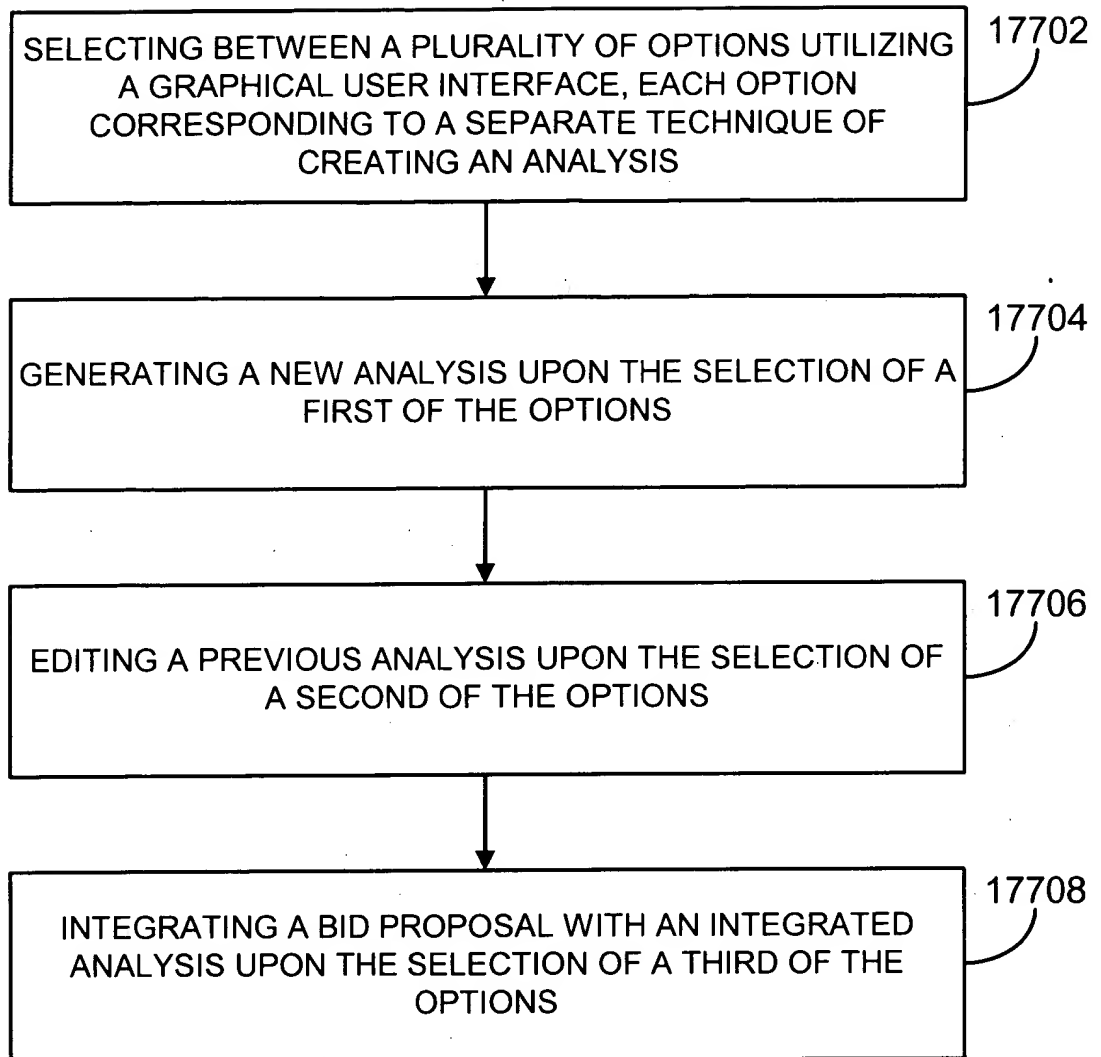 SELECTING BETWEEN A PLURALITY OF OPTIONS UTILIZING
A GRAPHICAL USER INTERFACE, EACH OPTION
CORRESPONDING TO A SEPARATE TECHNIQUE OF
CREATING AN ANALYSIS
17702
GENERATING A NEW ANALYSIS UPON THE SELECTION OF A
FIRST OF THE OPTIONS
17704
EDITING A PREVIOUS ANALYSIS UPON THE SELECTION OF
A SECOND OF THE OPTIONS
17706
INTEGRATING A BID PROPOSAL WITH AN INTEGRATED
ANALYSIS UPON THE SELECTION OF A THIRD OF THE
OPTIONS
17708